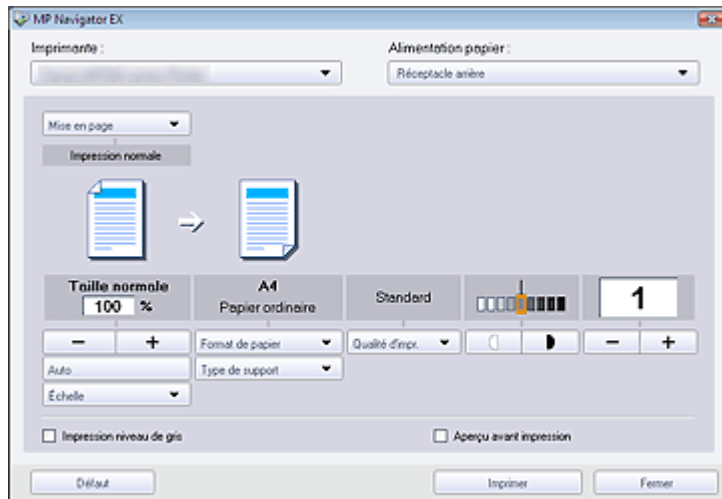 MP Navigator EX
Imprimante :
Alimentation papier :
Réceptacle arrière
Mise en page
Impression normale
Taille normale
100 %
A4
Papier ordinaire
Standard
1
Format de papier
Qualité d'impr.
Auto
Type de support
Échelle
Impression niveau de gris
Aperçu avant impression
Défaut
Imprimer
Fermer